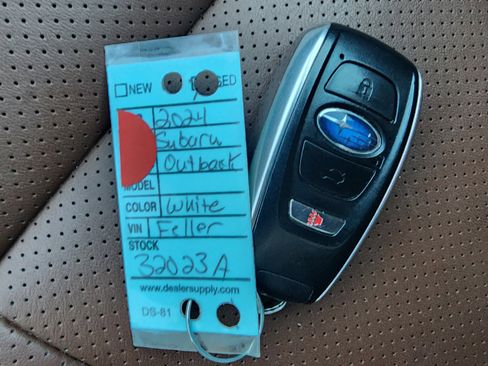 NEW USED
2024
Subaru
Outback
MODEL
COLOR White
VIN Feller
STOCK
32023A
www.dealersupply.com
DS-81